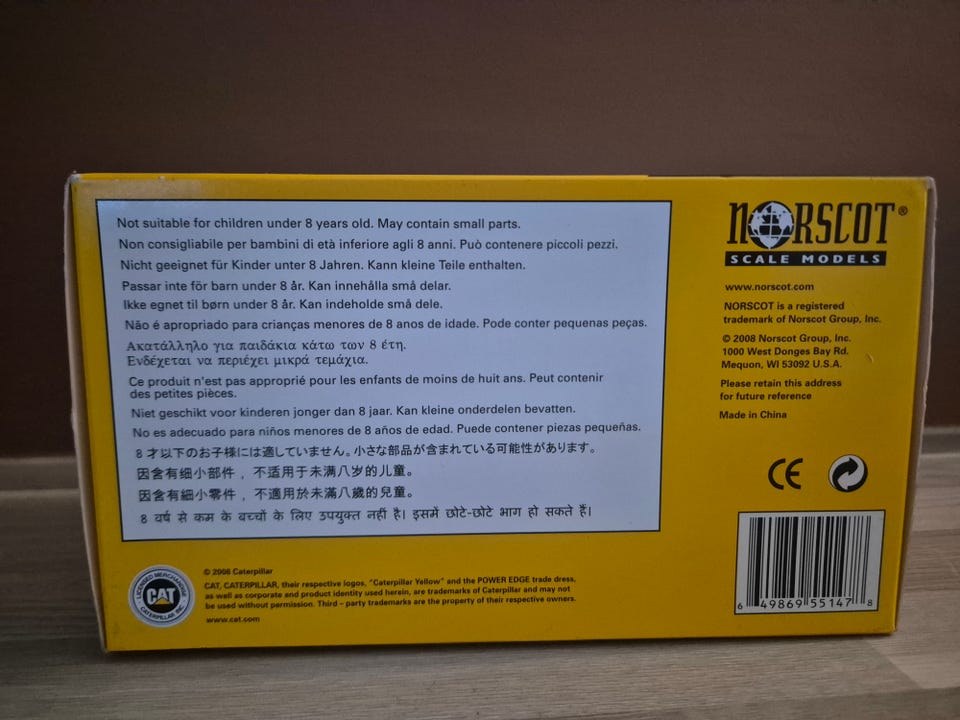 Not suitable for children under 8 years old. May contain small parts.
Non consigliabile per bambini di età inferiore agli 8 anni. Può contenere piccoli pezzi.
Nicht geeignet für Kinder unter 8 Jahren. Kann kleine Teile enthalten.
Passar inte för barn under 8 år. Kan innehålla små delar.
Ikke egnet til børn under 8 år. Kan indeholde små dele.
Não é apropriado para crianças menores de 8 anos de idade. Pode conter pequenas peças.
Ακατάλληλο για παιδάκια κάτω των 8 έτη.
Ενδέχεται να περιέχει μικρά τεμάχια.
Ce produit n'est pas approprié pour les enfants de moins de huit ans. Peut contenir
des petites pièces.
Niet geschikt voor kinderen jonger dan 8 jaar. Kan kleine onderdelen bevatten.
No es adecuado para niños menores de 8 años de edad. Puede contener piezas pequeñas.
8 才以下のお子様には適していません。小さな部品が含まれている可能性があります。
因含有细小部件，不适用于未满八岁的儿童。
因含有細小零件，不適用於未滿八歲的兒童。
8 वर्ष से कम के बच्चों के लिए उपयुक्त नहीं है। इसमें छोटे-छोटे भाग हो सकते हैं।
NORSCOT®
SCALE MODELS
www.norscot.com
NORSCOT is a registered
trademark of Norscot Group, Inc.
© 2008 Norscot Group, Inc.
1000 West Donges Bay Rd.
Mequon, WI 53092 U.S.A.
Please retain this address
for future reference
Made in China
CE
6 49869 55147 8
LICENSED MERCHANDISE
CAT
CATERPILLAR INC.
© 2006 Caterpillar
CAT, CATERPILLAR, their respective logos, "Caterpillar Yellow" and the POWER EDGE trade dress,
as well as corporate and product identity used herein, are trademarks of Caterpillar and may not
be used without permission. Third - party trademarks are the property of their respective owners.
www.cat.com